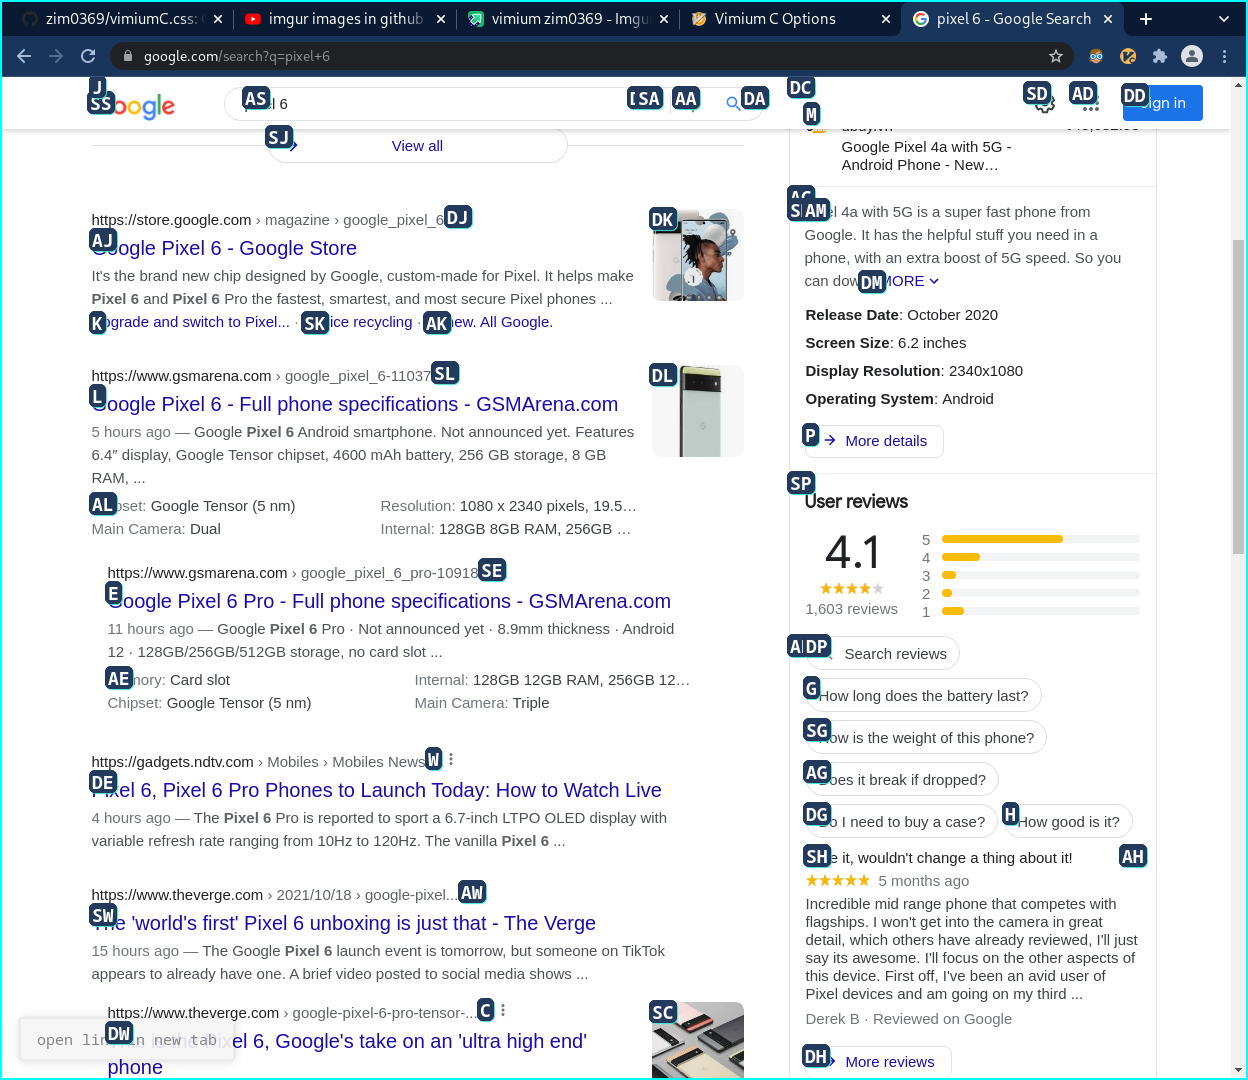 zim0369/vimiumC.css:
imgur images in github
vimium zim0369 - Imgu
Vimium C Options
pixel 6 - Google Search
google.com/search?q=pixel+6
J
SS
oogle
AS
el 6
SA
AA
DA
DC
M
SD
AD
DD
Sign in
SJ
View all
Google Pixel 4a with 5G -
Android Phone - New…
https://store.google.com › magazine › google_pixel_6
DJ
AJ
Google Pixel 6 - Google Store
It's the brand new chip designed by Google, custom-made for Pixel. It helps make
Pixel 6 and Pixel 6 Pro the fastest, smartest, and most secure Pixel phones ...
K
pgrade and switch to Pixel... ·
SK
ice recycling ·
AK
ew. All Google.
DK
https://www.gsmarena.com › google_pixel_6-11037
SL
L
Google Pixel 6 - Full phone specifications - GSMArena.com
5 hours ago — Google Pixel 6 Android smartphone. Not announced yet. Features
6.4″ display, Google Tensor chipset, 4600 mAh battery, 256 GB storage, 8 GB
RAM, ...
AL
pset: Google Tensor (5 nm)
Resolution: 1080 x 2340 pixels, 19.5…
Main Camera: Dual
Internal: 128GB 8GB RAM, 256GB …
DL
https://www.gsmarena.com › google_pixel_6_pro-10918
SE
E
Google Pixel 6 Pro - Full phone specifications - GSMArena.com
11 hours ago — Google Pixel 6 Pro · Not announced yet · 8.9mm thickness · Android
12 · 128GB/256GB/512GB storage, no card slot ...
AE
mory: Card slot
Internal: 128GB 12GB RAM, 256GB 12…
Chipset: Google Tensor (5 nm)
Main Camera: Triple
https://gadgets.ndtv.com › Mobiles › Mobiles News
W
DE
Pixel 6, Pixel 6 Pro Phones to Launch Today: How to Watch Live
4 hours ago — The Pixel 6 Pro is reported to sport a 6.7-inch LTPO OLED display with
variable refresh rate ranging from 10Hz to 120Hz. The vanilla Pixel 6 ...
https://www.theverge.com › 2021/10/18 › google-pixel...
AW
SW
The 'world's first' Pixel 6 unboxing is just that - The Verge
15 hours ago — The Google Pixel 6 launch event is tomorrow, but someone on TikTok
appears to already have one. A brief video posted to social media shows ...
https://www.theverge.com › google-pixel-6-pro-tensor-...
C
SC
DW
el 6, Google's take on an 'ultra high end'
phone
open link in new tab
AM
el 4a with 5G is a super fast phone from
Google. It has the helpful stuff you need in a
phone, with an extra boost of 5G speed. So you
can dow
DM
MORE
Release Date: October 2020
Screen Size: 6.2 inches
Display Resolution: 2340x1080
Operating System: Android
P
More details
SP
User reviews
4.1
1,603 reviews
5
4
3
2
1
DP
Search reviews
G
How long does the battery last?
SG
How is the weight of this phone?
AG
Does it break if dropped?
DG
Do I need to buy a case?
H
How good is it?
SH
e it, wouldn't change a thing about it!
AH
5 months ago
Incredible mid range phone that competes with
flagships. I won't get into the camera in great
detail, which others have already reviewed, I'll just
say its awesome. I'll focus on the other aspects of
this device. First off, I've been an avid user of
Pixel devices and am going on my third ...
Derek B · Reviewed on Google
DH
More reviews